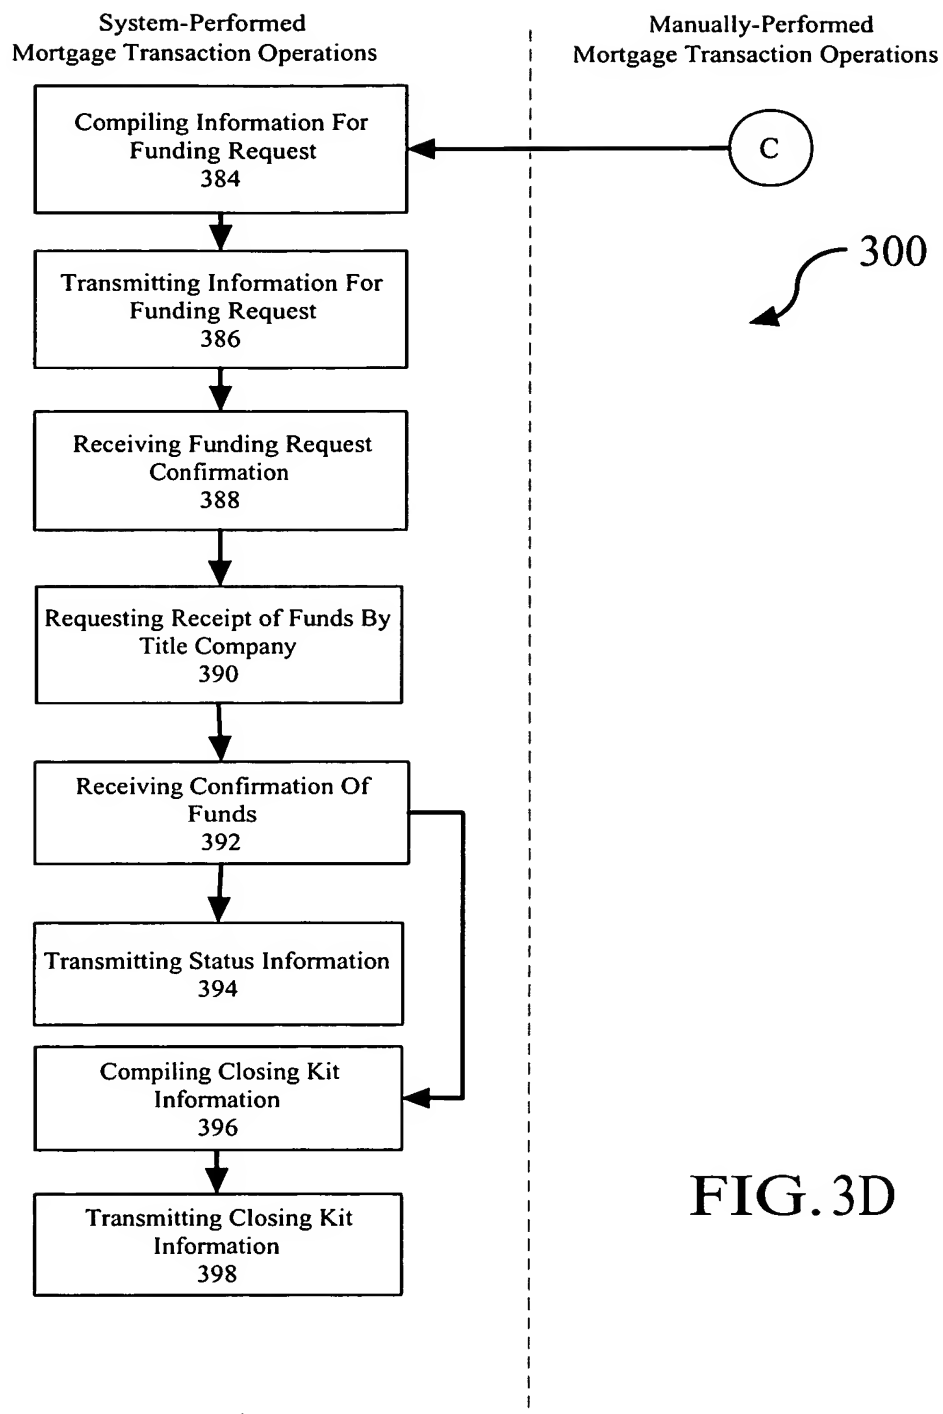 System-Performed
Mortgage Transaction Operations
Manually-Performed
Mortgage Transaction Operations
Compiling Information For
Funding Request
384
C
300
Transmitting Information For
Funding Request
386
Receiving Funding Request
Confirmation
388
Requesting Receipt of Funds By
Title Company
390
Receiving Confirmation Of
Funds
392
Transmitting Status Information
394
Compiling Closing Kit
Information
396
Transmitting Closing Kit
Information
398
FIG. 3D